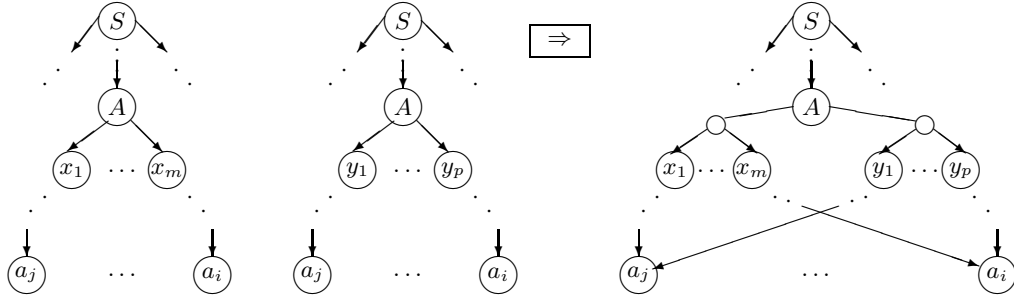 S S ⇒ S
A A A
x₁ ⋯ xₘ y₁ ⋯ yₚ x₁ ⋯ xₘ y₁ ⋯ yₚ
aⱼ ⋯ aᵢ aⱼ ⋯ aᵢ aⱼ ⋯ aᵢ